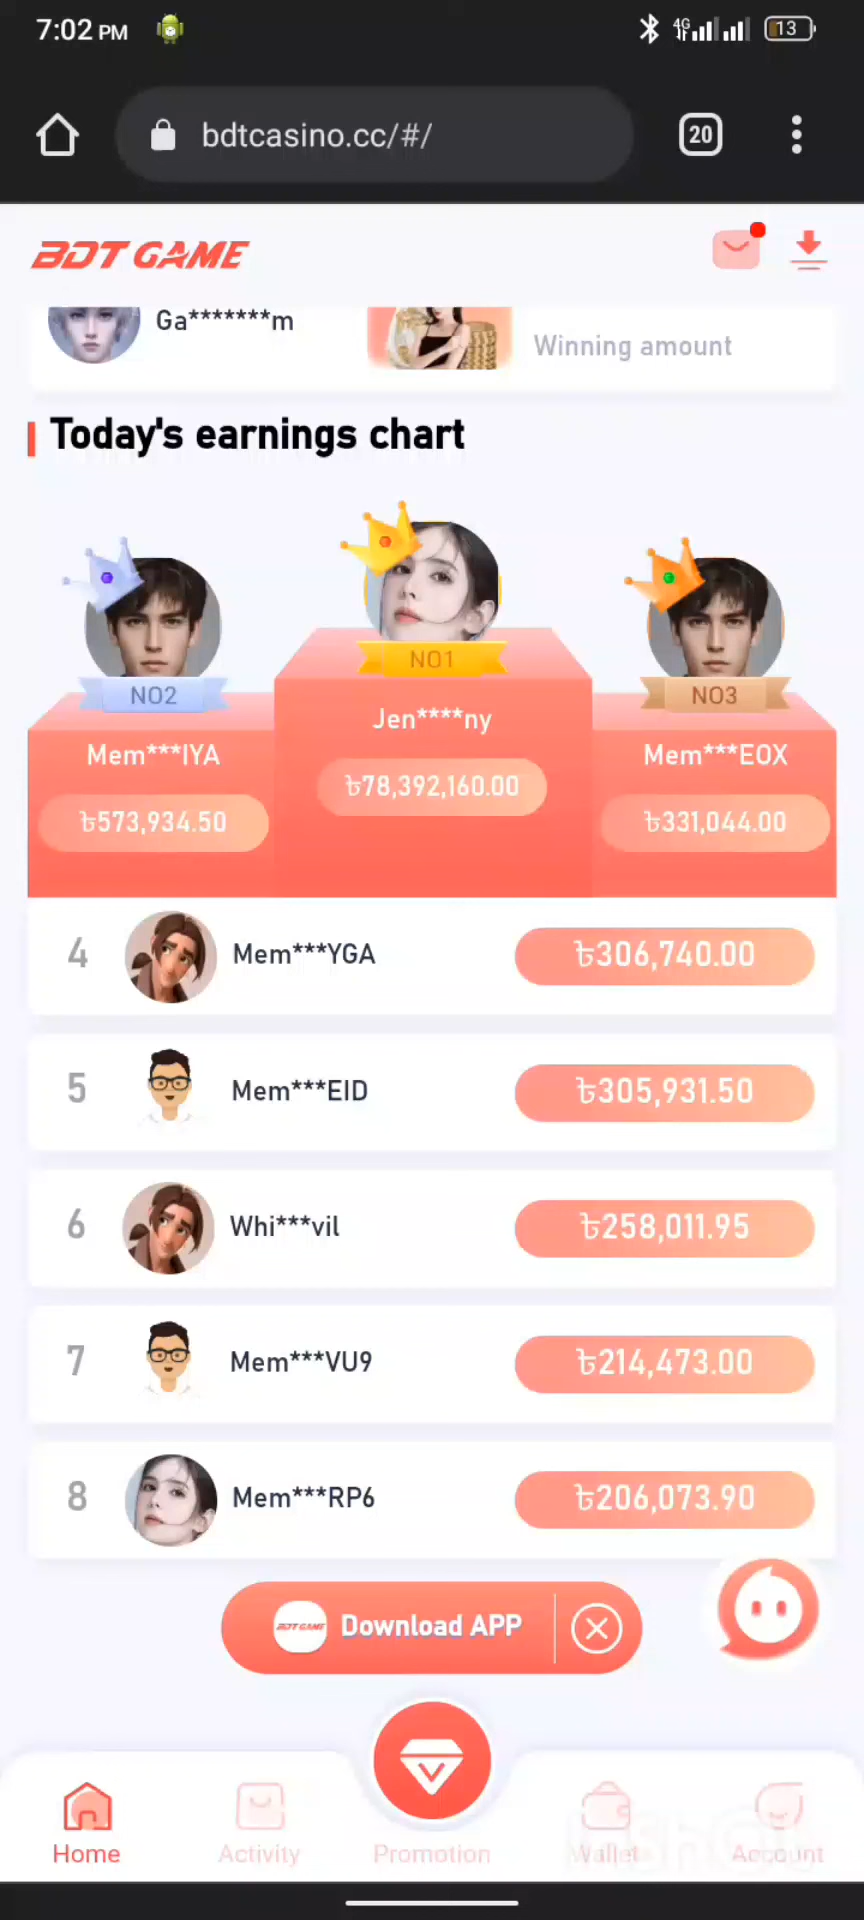 7:02 PM
4G
13
bdtcasino.cc/#/
20
BDT GAME
Ga*******m
Winning amount
Today's earnings chart
NO1
NO2
NO3
Jen****ny
Mem***IYA
Mem***EOX
৳78,392,160.00
৳573,934.50
৳331,044.00
4 Mem***YGA ৳306,740.00
5 Mem***EID ৳305,931.50
6 Whi***vil ৳258,011.95
7 Mem***VU9 ৳214,473.00
8 Mem***RP6 ৳206,073.90
BDT GAME Download APP
Home Activity Promotion Wallet Account